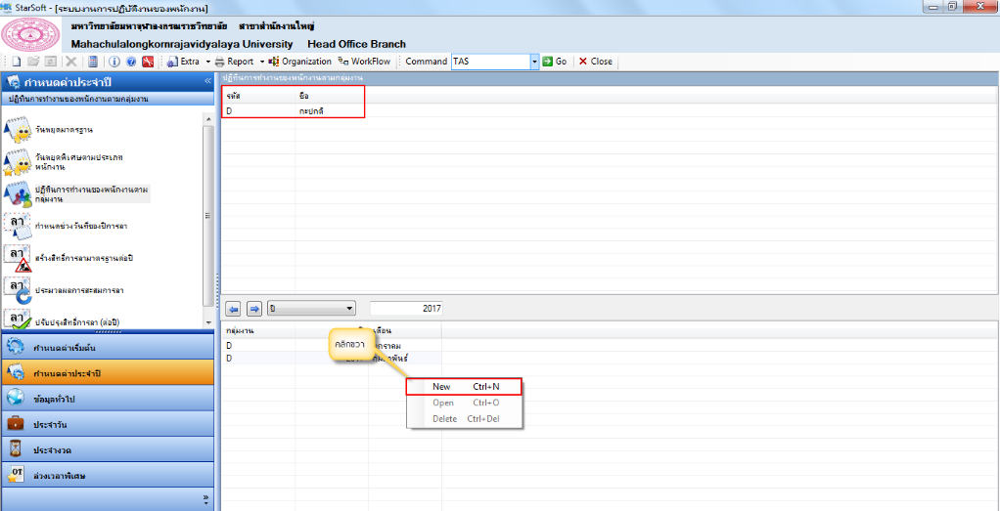 StarSoft - [ระบบงานการปฏิบัติงานของพนักงาน]
มหาวิทยาลัยมหาจุฬาลงกรณราชวิทยาลัย สาขาสำนักงานใหญ่
Mahachulalongkornrajavidyalaya University Head Office Branch
Extra Report Organization WorkFlow Command TAS Go Close
กำหนดค่าประจำปี
ปฏิทินการทำงานของพนักงานตามกลุ่มงาน
วันหยุดมาตรฐาน
วันหยุดพิเศษตามประเภท
พนักงาน
ปฏิทินการทำงานของพนักงานตาม
กลุ่มงาน
กำหนดช่วงวันที่ของปีการลา
สร้างสิทธิ์การลามาตรฐานต่อปี
ประมวลผลการสะสมการลา
ปรับปรุงสิทธิ์การลา (ต่อปี)
กำหนดค่าเริ่มต้น
กำหนดค่าประจำปี
ข้อมูลทั่วไป
ประจำวัน
ประจำงวด
ล่วงเวลาพิเศษ
ปฏิทินการทำงานของพนักงานตามกลุ่มงาน
รหัส ชื่อ
D กะปกติ
ปี 2017
กลุ่มงาน
D
D
คลิกขวา
New Ctrl+N
Open Ctrl+O
Delete Ctrl+Del